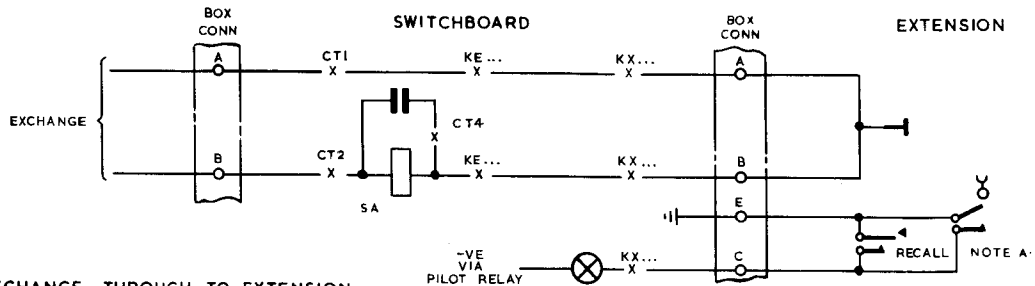 BOX
CONN
SWITCHBOARD
BOX
CONN
EXTENSION
A
CT1
KE...
KX...
A
EXCHANGE
CT4
B
CT2
KE...
KX...
B
SA
E
-VE
VIA
PILOT RELAY
KX...
C
RECALL
NOTE A
THROUGH TO EXTENSION